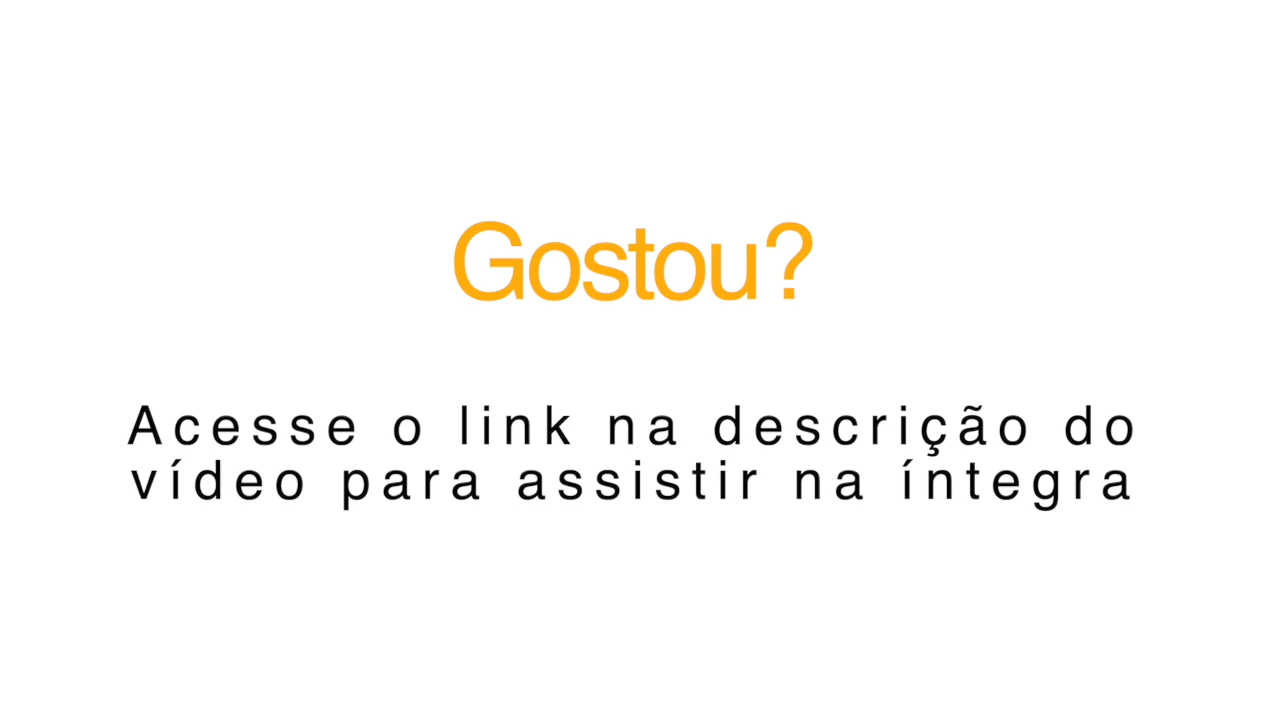 Gostou?
Acesse o link na descrição do
vídeo para assistir na íntegra